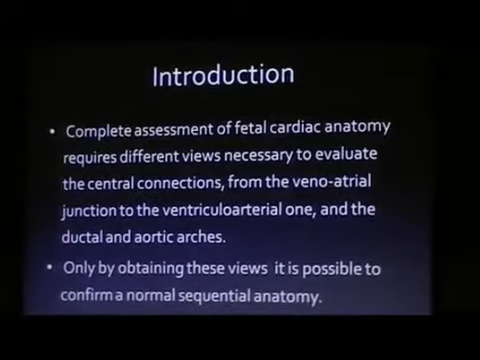 Introduction
• Complete assessment of fetal cardiac anatomy
requires different views necessary to evaluate
the central connections, from the veno-atrial
junction to the ventriculoarterial one, and the
ductal and aortic arches.
• Only by obtaining these views it is possible to
confirm a normal sequential anatomy.